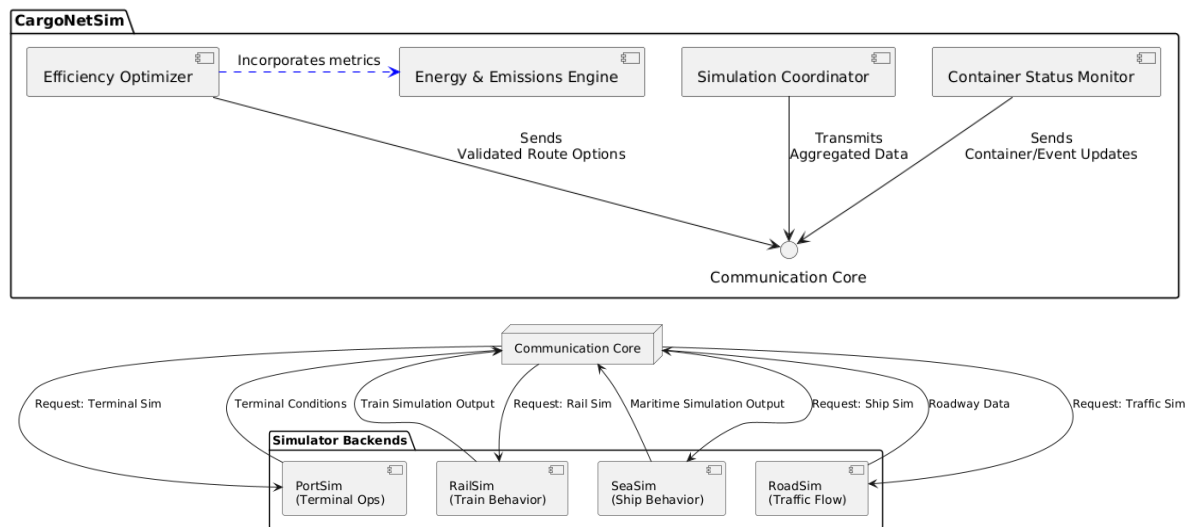 CargoNetSim
Efficiency Optimizer
Incorporates metrics
Energy & Emissions Engine
Simulation Coordinator
Container Status Monitor
Sends
Validated Route Options
Transmits
Aggregated Data
Sends
Container/Event Updates
Communication Core
Communication Core
Request: Terminal Sim
Terminal Conditions
Train Simulation Output
Request: Rail Sim
Maritime Simulation Output
Request: Ship Sim
Roadway Data
Request: Traffic Sim
Simulator Backends
PortSim
(Terminal Ops)
RailSim
(Train Behavior)
SeaSim
(Ship Behavior)
RoadSim
(Traffic Flow)